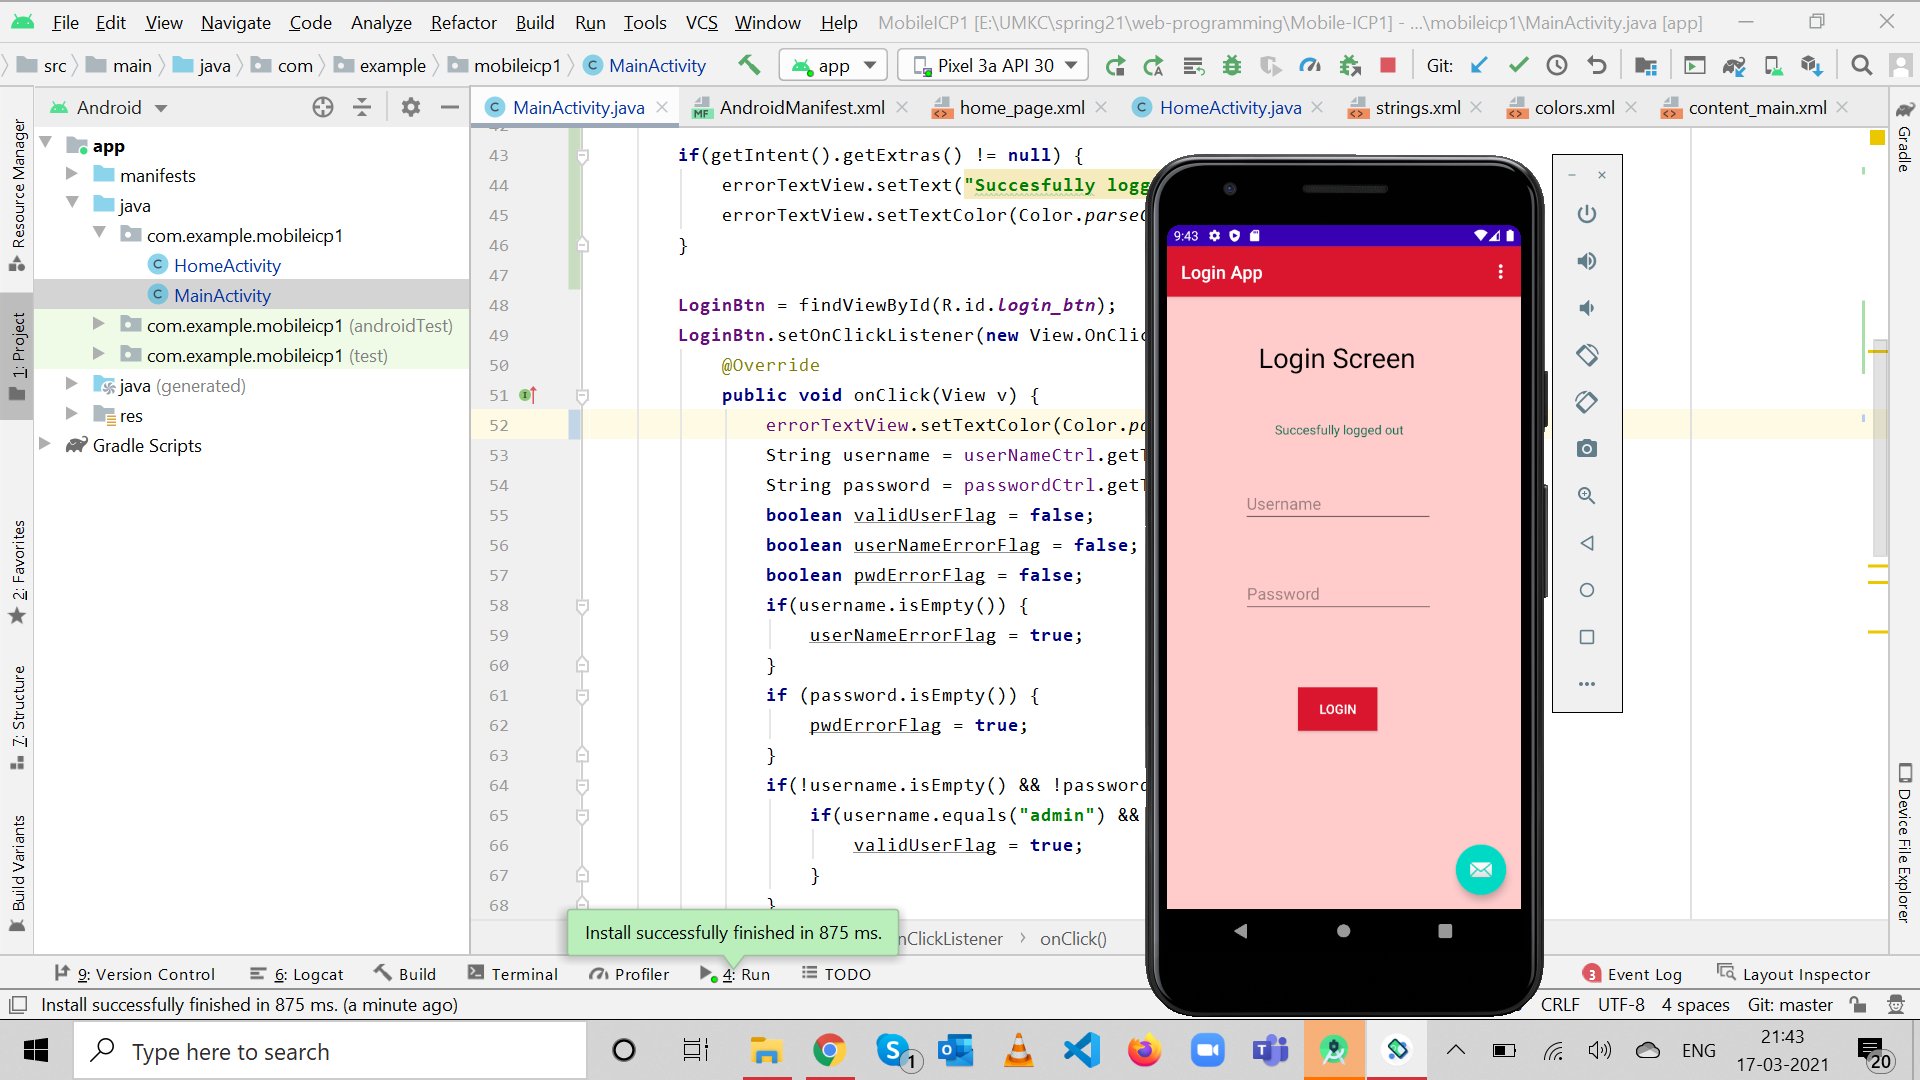 File Edit View Navigate Code Analyze Refactor Build Run Tools VCS Window Help MobileICP1 [E:\UMKC\spring21\web-programming\Mobile-ICP1] - ...\mobileicp1\MainActivity.java [app]
src main java com example mobileicp1 MainActivity app Pixel 3a API 30 Git:
Android
MainActivity.java AndroidManifest.xml home_page.xml HomeActivity.java strings.xml colors.xml content_main.xml
app
manifests
java
com.example.mobileicp1
HomeActivity
MainActivity
com.example.mobileicp1 (androidTest)
com.example.mobileicp1 (test)
java (generated)
res
Gradle Scripts
Resource Manager
1: Project
2: Favorites
7: Structure
Build Variants
43 if(getIntent().getExtras() != null) {
44 errorTextView.setText("Succesfully logg
45 errorTextView.setTextColor(Color.parseC
46 }
47
48 LoginBtn = findViewById(R.id.login_btn);
49 LoginBtn.setOnClickListener(new View.OnClic
50 @Override
51 public void onClick(View v) {
52 errorTextView.setTextColor(Color.pa
53 String username = userNameCtrl.getT
54 String password = passwordCtrl.getT
55 boolean validUserFlag = false;
56 boolean userNameErrorFlag = false;
57 boolean pwdErrorFlag = false;
58 if(username.isEmpty()) {
59 userNameErrorFlag = true;
60 }
61 if (password.isEmpty()) {
62 pwdErrorFlag = true;
63 }
64 if(!username.isEmpty() && !password
65 if(username.equals("admin") &&
66 validUserFlag = true;
67 }
68 }
nClickListener onClick()
Install successfully finished in 875 ms.
9:43
Login App
Login Screen
Succesfully logged out
Username
Password
LOGIN
Gradle
Device File Explorer
9: Version Control 6: Logcat Build Terminal Profiler 4: Run TODO 3 Event Log Layout Inspector
Install successfully finished in 875 ms. (a minute ago) CRLF UTF-8 4 spaces Git: master
Type here to search
1
ENG
21:43
17-03-2021
20